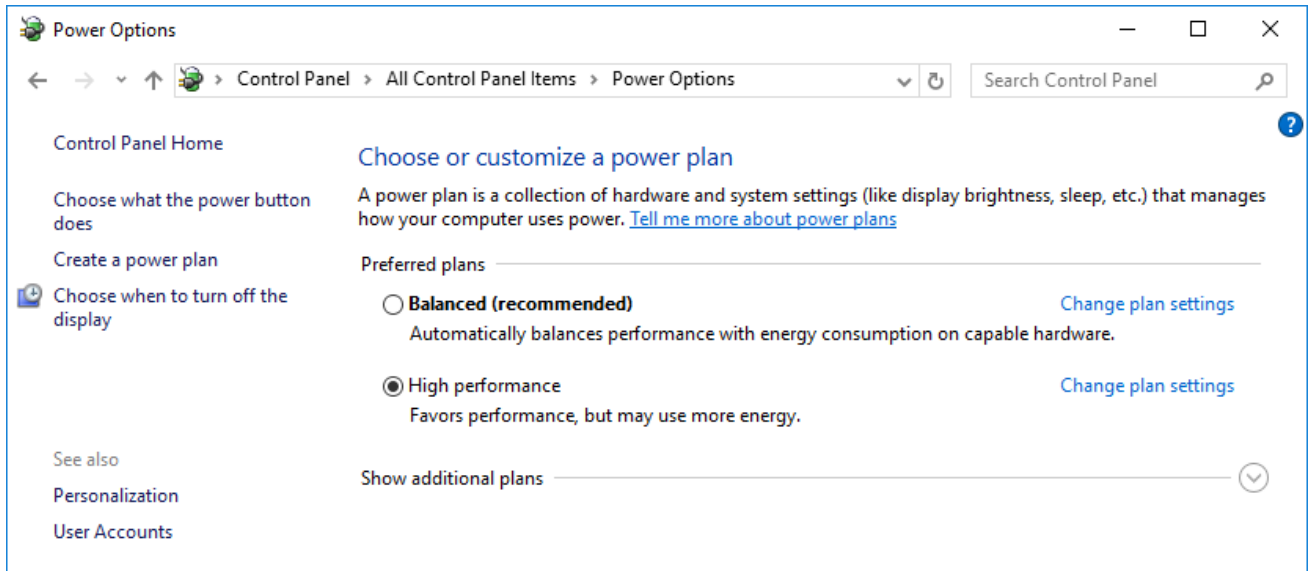 Power Options
Control Panel > All Control Panel Items > Power Options
Search Control Panel
Control Panel Home
Choose what the power button
does
Create a power plan
Choose when to turn off the
display
See also
Personalization
User Accounts
?
Choose or customize a power plan
A power plan is a collection of hardware and system settings (like display brightness, sleep, etc.) that manages
how your computer uses power. Tell me more about power plans
Preferred plans
Balanced (recommended)
Change plan settings
Automatically balances performance with energy consumption on capable hardware.
High performance
Change plan settings
Favors performance, but may use more energy.
Show additional plans